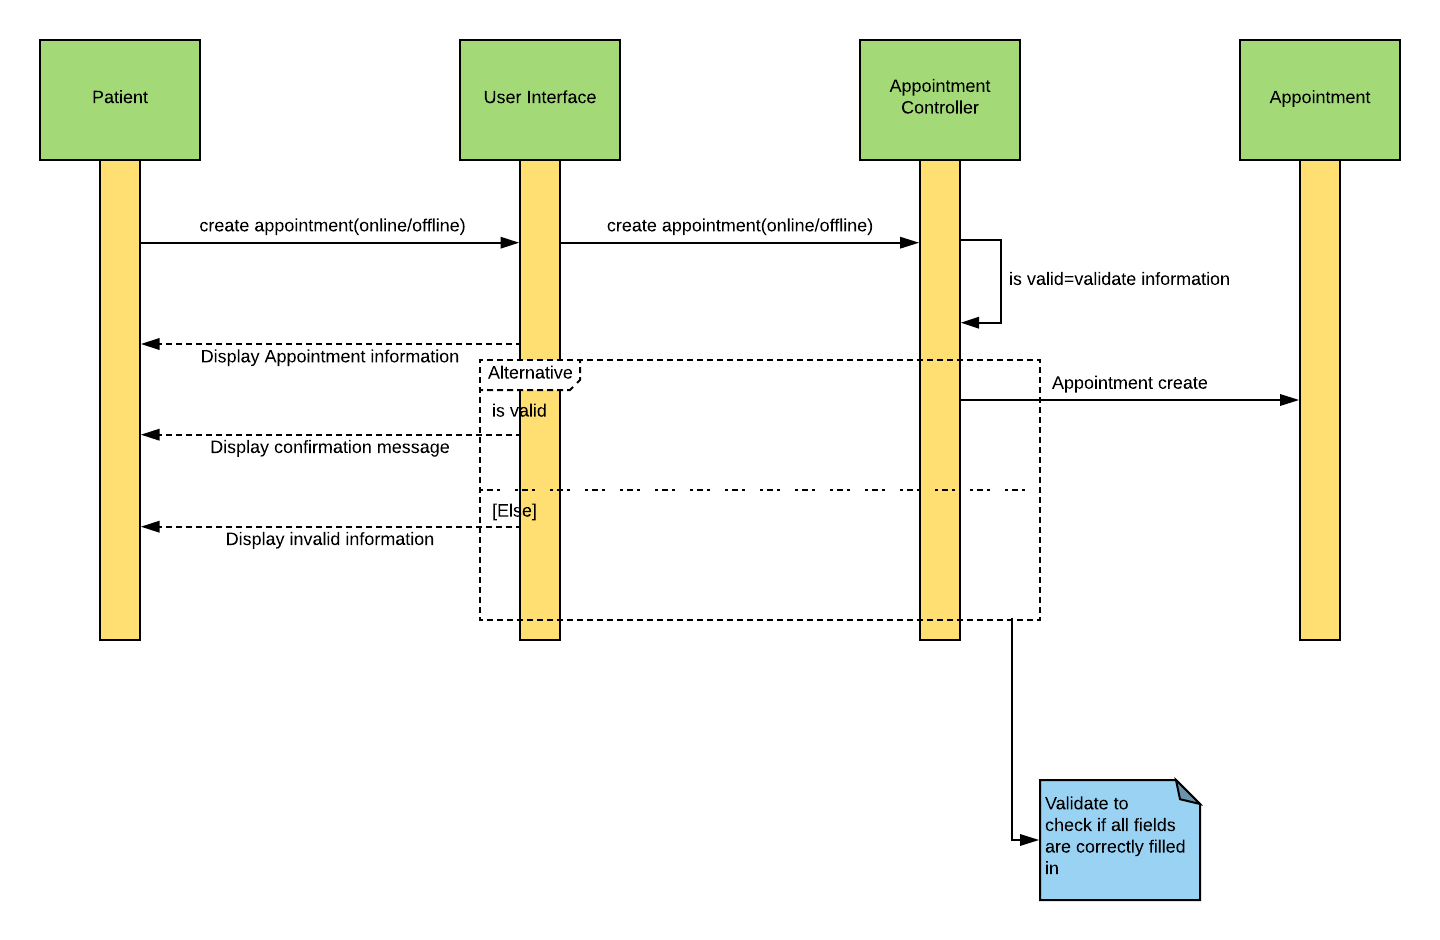 Patient
User Interface
Appointment
Controller
Appointment
create appointment(online/offline)
create appointment(online/offline)
is valid=validate information
Display Appointment information
Alternative
Appointment create
is valid
Display confirmation message
[Else]
Display invalid information
Validate to
check if all fields
are correctly filled
in